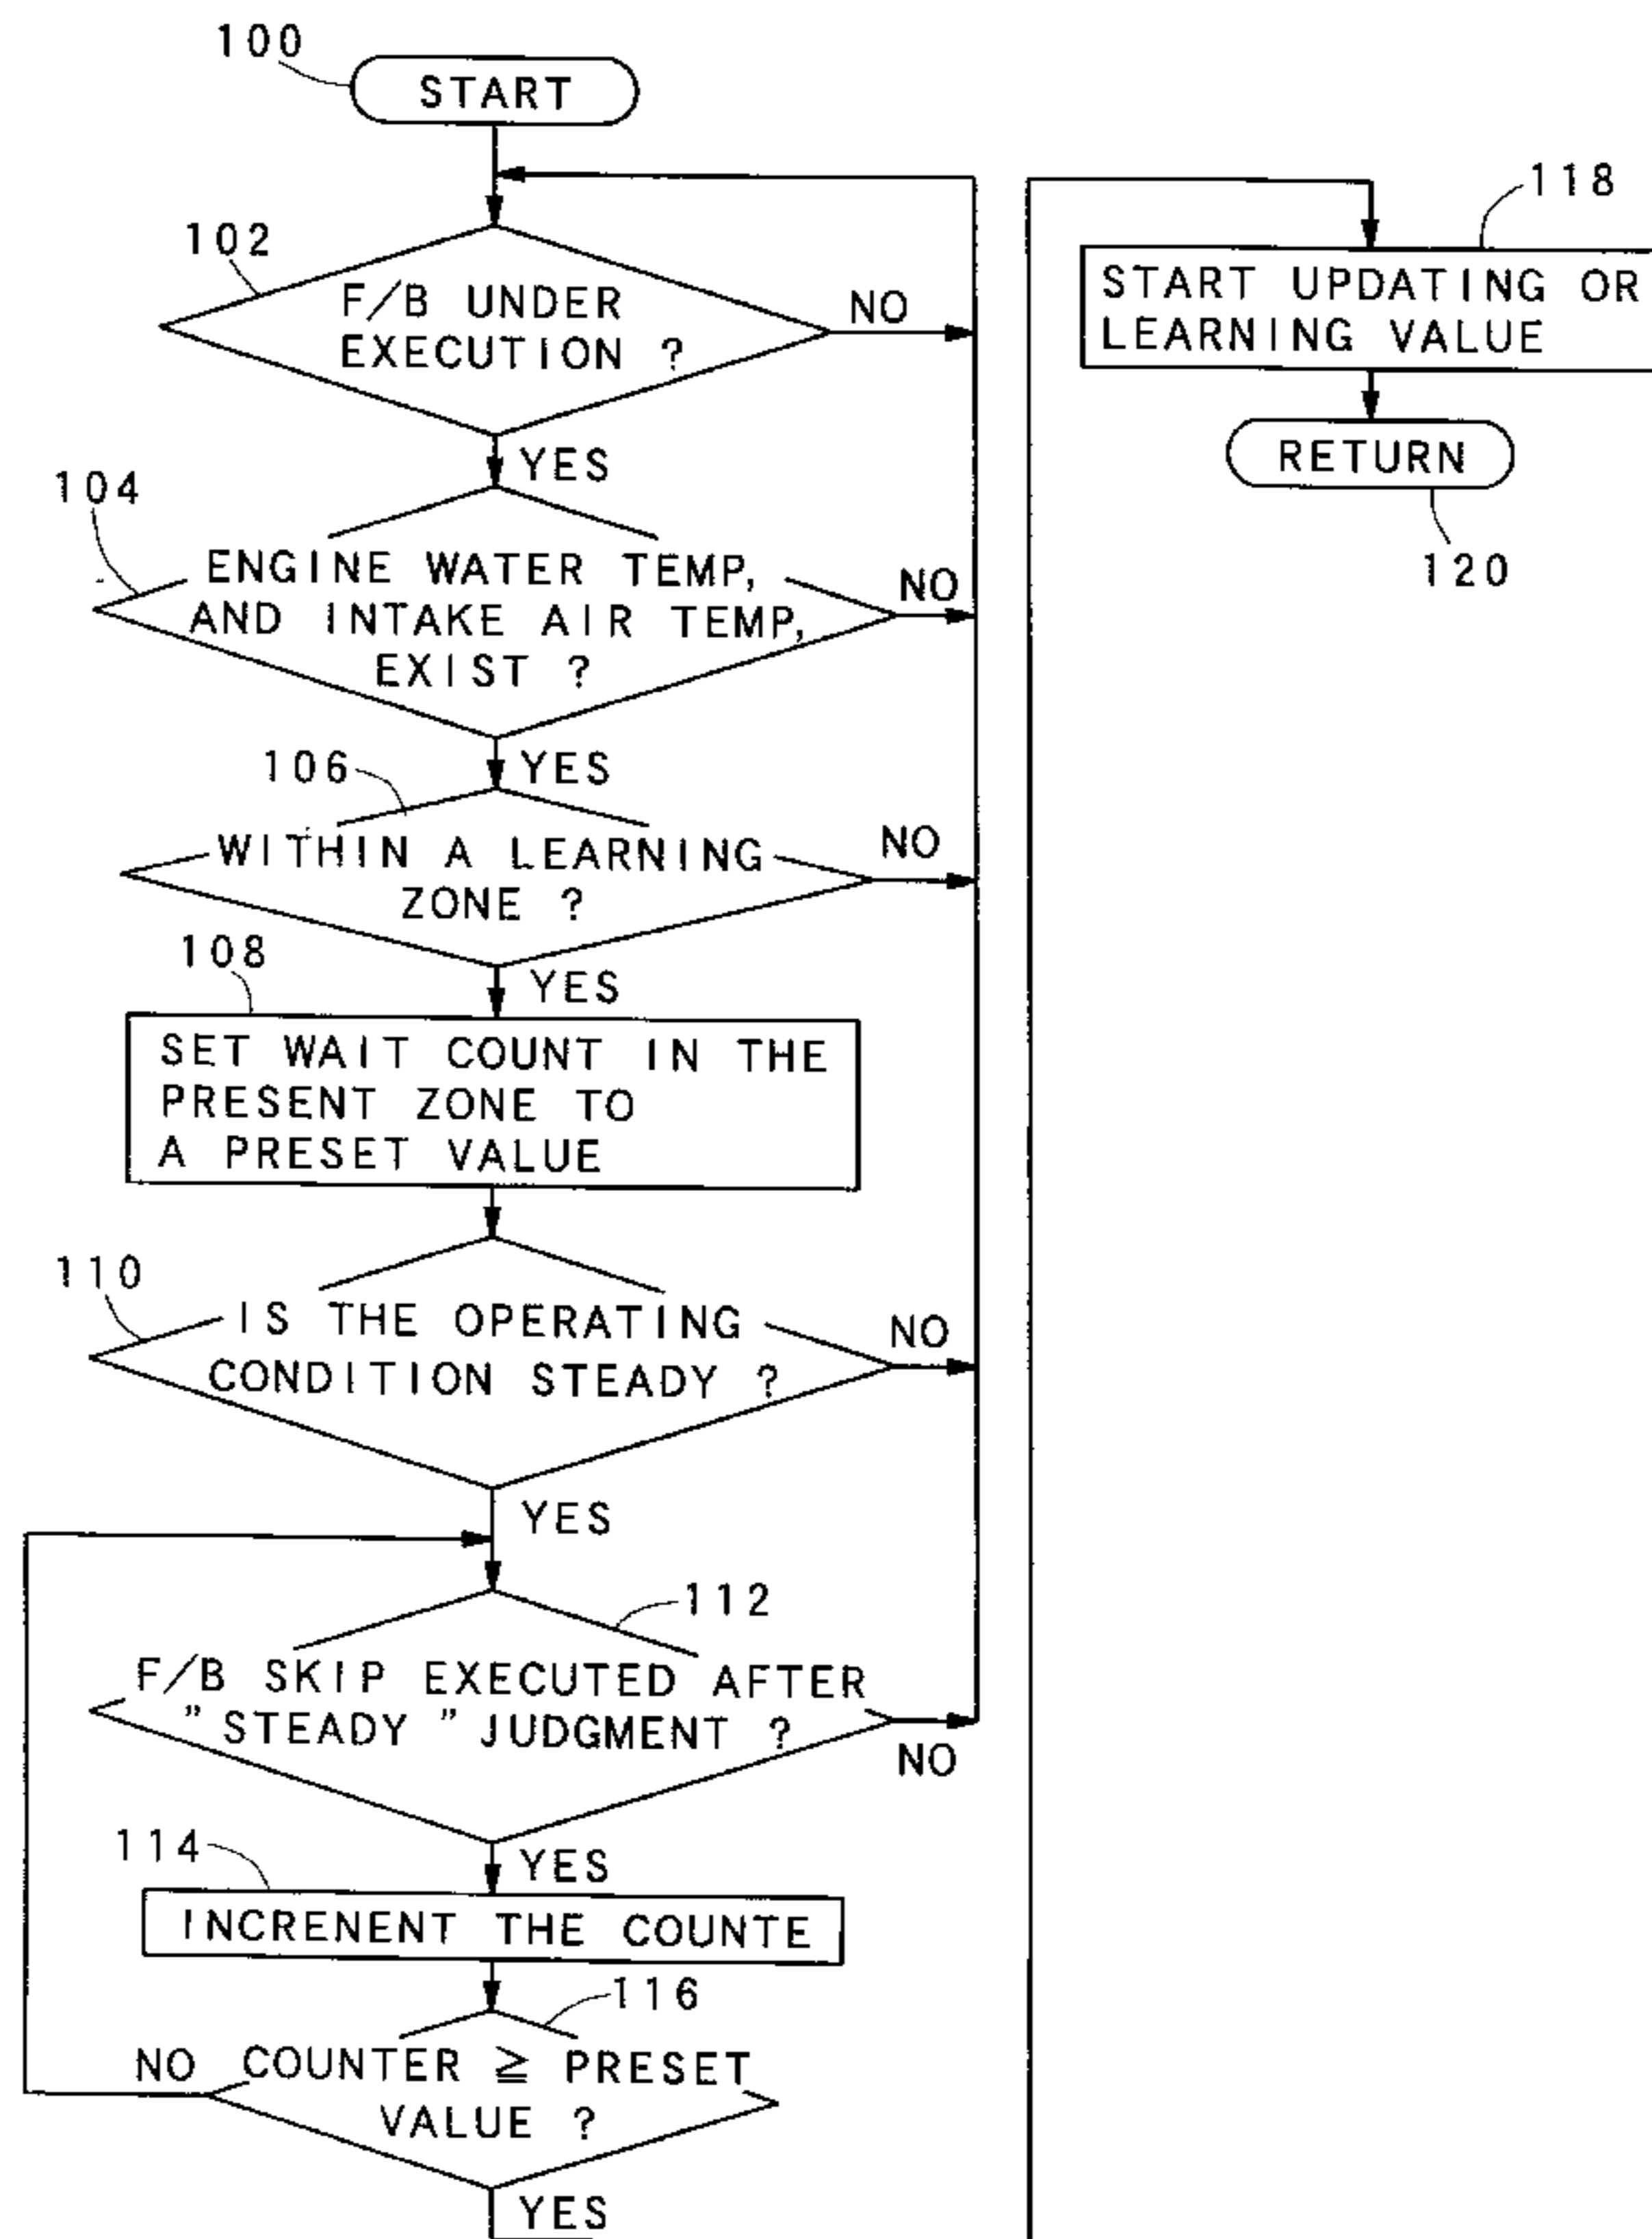 100
START
102
F/B UNDER
EXECUTION ?
NO
YES
104
ENGINE WATER TEMP,
AND INTAKE AIR TEMP,
EXIST ?
NO
YES
106
WITHIN A LEARNING
ZONE ?
NO
YES
108
SET WAIT COUNT IN THE
PRESENT ZONE TO
A PRESET VALUE
110
IS THE OPERATING
CONDITION STEADY ?
NO
YES
112
F/B SKIP EXECUTED AFTER
" STEADY " JUDGMENT ?
NO
YES
114
INCRENENT THE COUNTE
116
COUNTER ≧ PRESET
VALUE ?
NO
YES
118
START UPDATING OR
LEARNING VALUE
RETURN
120